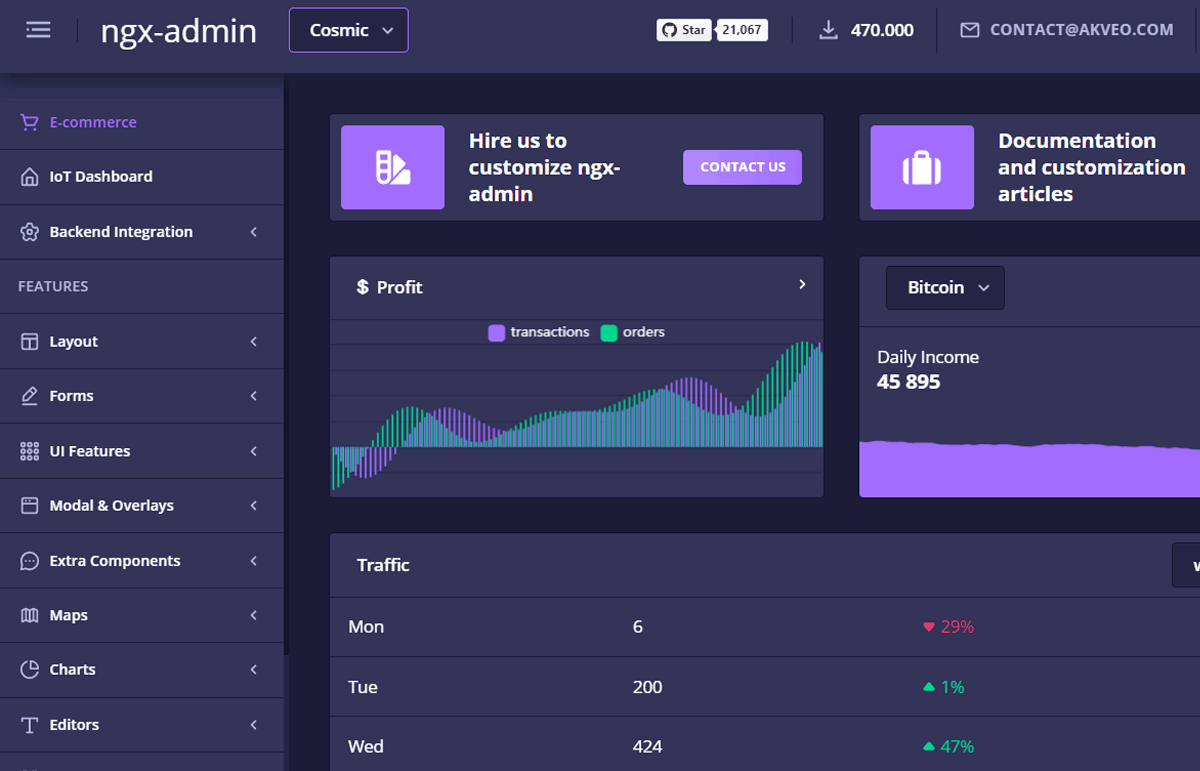 ngx-admin
Cosmic
Star
21,067
470.000
CONTACT@AKVEO.COM
E-commerce
IoT Dashboard
Backend Integration
FEATURES
Layout
Forms
UI Features
Modal & Overlays
Extra Components
Maps
Charts
Editors
Hire us to
customize ngx-
admin
CONTACT US
Documentation
and customization
articles
$ Profit
transactions
orders
Bitcoin
Daily Income
45 895
Traffic
Mon 6 29%
Tue 200 1%
Wed 424 47%